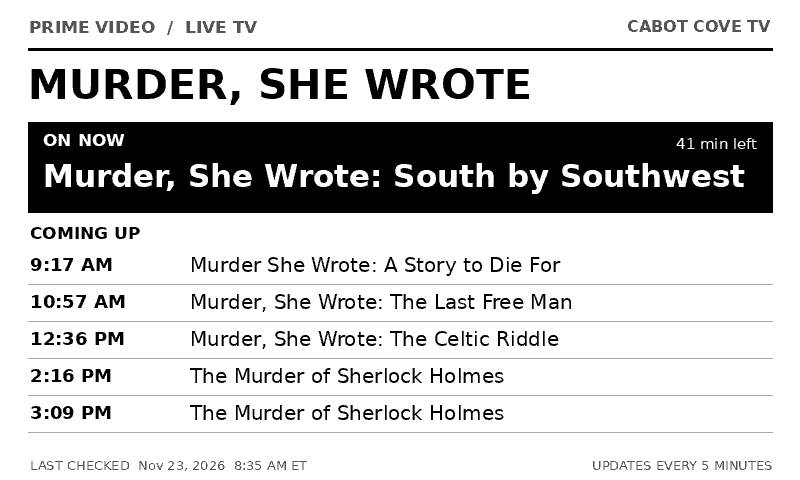 PRIME VIDEO / LIVE TV
CABOT COVE TV
MURDER, SHE WROTE
ON NOW
41 min left
Murder, She Wrote: South by Southwest
COMING UP
9:17 AM Murder She Wrote: A Story to Die For
10:57 AM Murder, She Wrote: The Last Free Man
12:36 PM Murder, She Wrote: The Celtic Riddle
2:16 PM The Murder of Sherlock Holmes
3:09 PM The Murder of Sherlock Holmes
LAST CHECKED Nov 23, 2026 8:35 AM ET
UPDATES EVERY 5 MINUTES